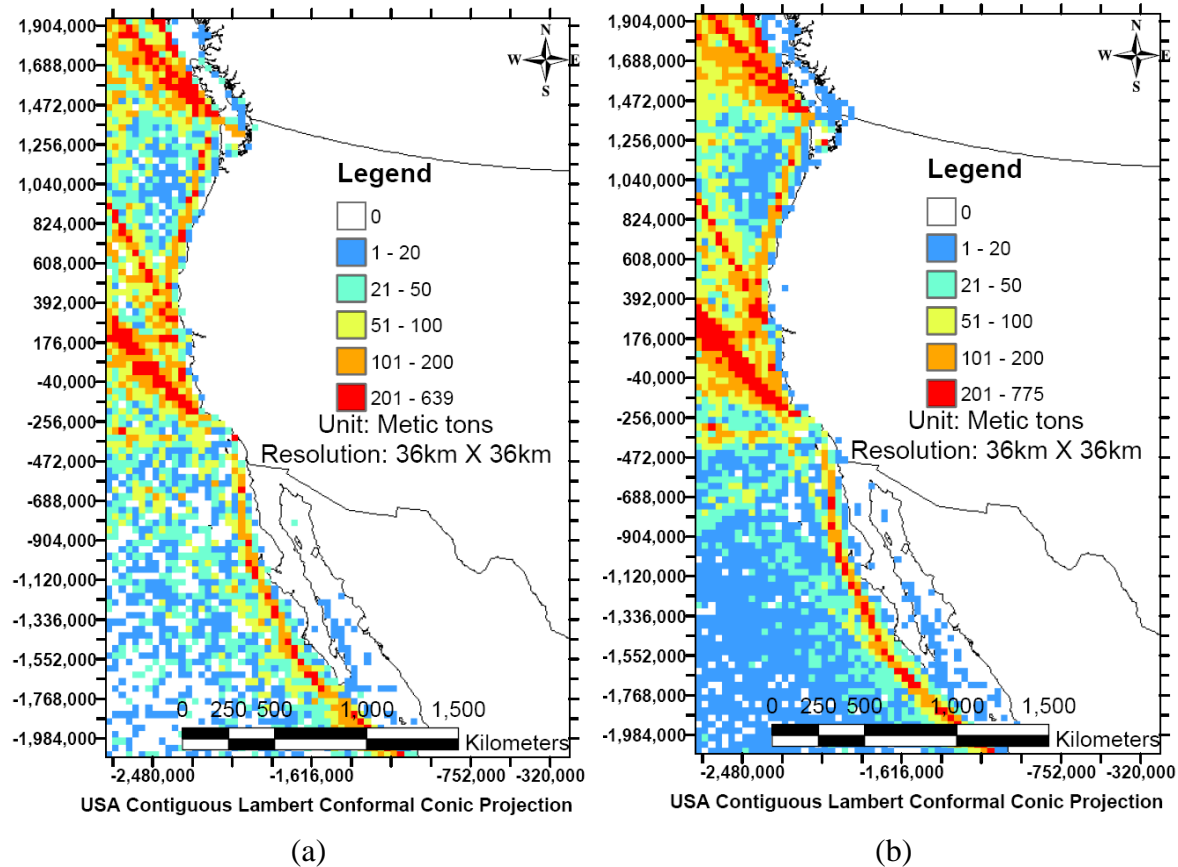 1,904,000
1,688,000
1,472,000
1,256,000
1,040,000
824,000
608,000
392,000
176,000
-40,000
-256,000
-472,000
-688,000
-904,000
-1,120,000
-1,336,000
-1,552,000
-1,768,000
-1,984,000
N
W E
S
Legend
0
1 - 20
21 - 50
51 - 100
101 - 200
201 - 639
Unit: Metic tons
Resolution: 36km X 36km
0 250 500 1,000 1,500
Kilometers
-2,480,000 -1,616,000 -752,000 -320,000
USA Contiguous Lambert Conformal Conic Projection
(a)
1,904,000
1,688,000
1,472,000
1,256,000
1,040,000
824,000
608,000
392,000
176,000
-40,000
-256,000
-472,000
-688,000
-904,000
-1,120,000
-1,336,000
-1,552,000
-1,768,000
-1,984,000
N
W E
S
Legend
0
1 - 20
21 - 50
51 - 100
101 - 200
201 - 775
Unit: Metic tons
Resolution: 36km X 36km
0 250 500 1,000 1,500
Kilometers
-2,480,000 -1,616,000 -752,000 -320,000
USA Contiguous Lambert Conformal Conic Projection
(b)